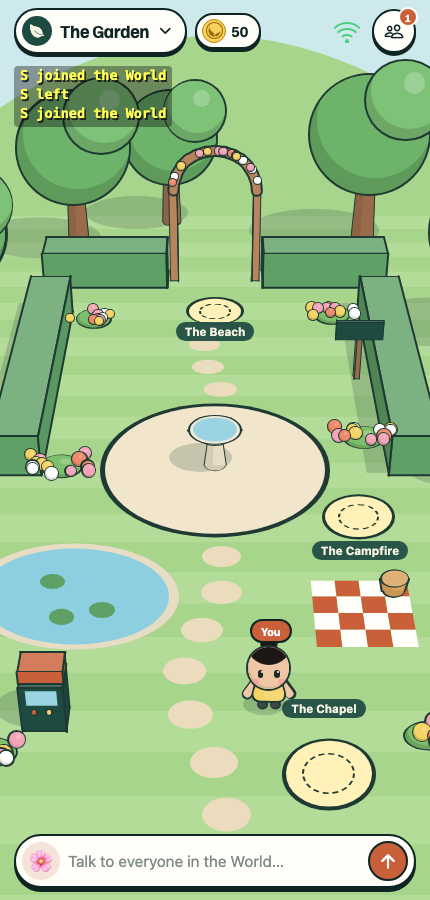 The Garden
50
1
S joined the World
S left
S joined the World
The Beach
The Campfire
You
The Chapel
Talk to everyone in the World...